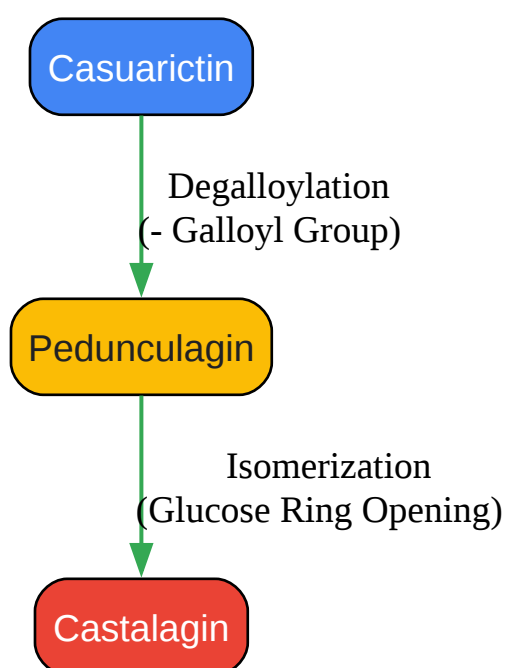 Casuarictin
Degalloylation
(- Galloyl Group)
Pedunculagin
Isomerization
(Glucose Ring Opening)
Castalagin